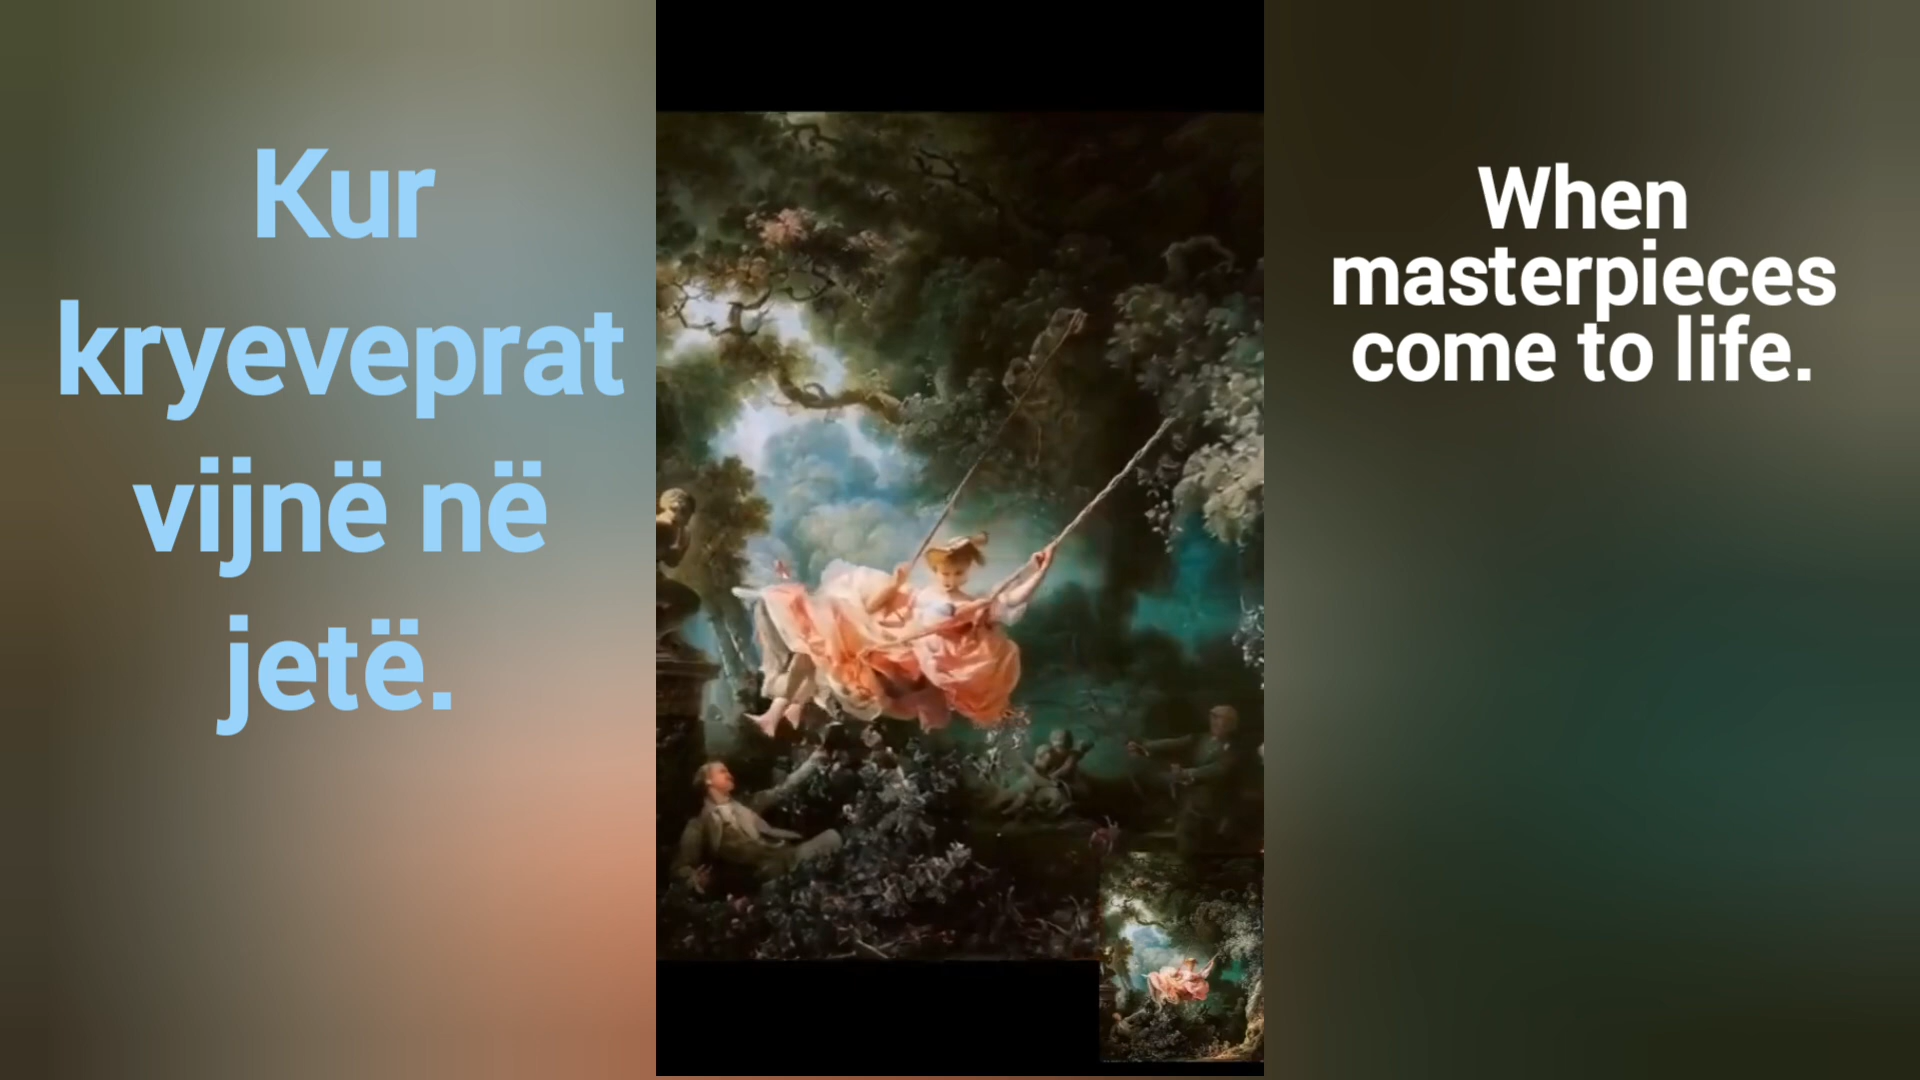 Kur
kryeveprat
vijnë në
jetë.
When
masterpieces
come to life.